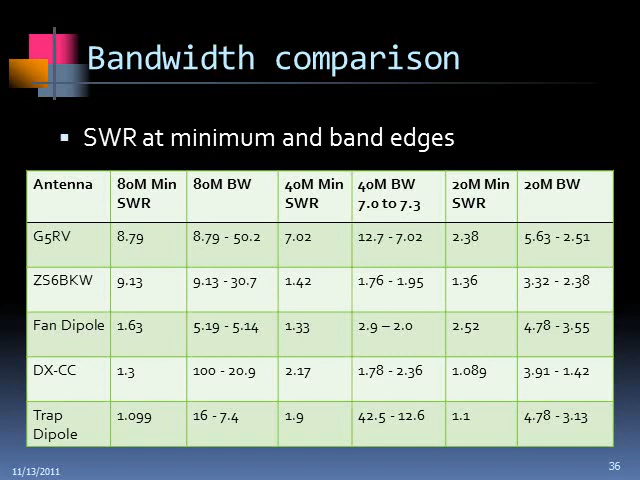 Bandwidth comparison
SWR at minimum and band edges
Antenna 80M Min SWR 80M BW 40M Min SWR 40M BW 7.0 to 7.3 20M Min SWR 20M BW
G5RV 8.79 8.79 - 50.2 7.02 12.7 - 7.02 2.38 5.63 - 2.51
ZS6BKW 9.13 9.13 - 30.7 1.42 1.76 - 1.95 1.36 3.32 - 2.38
Fan Dipole 1.63 5.19 - 5.14 1.33 2.9 – 2.0 2.52 4.78 - 3.55
DX-CC 1.3 100 - 20.9 2.17 1.78 - 2.36 1.089 3.91 - 1.42
Trap Dipole 1.099 16 - 7.4 1.9 42.5 - 12.6 1.1 4.78 - 3.13
11/13/2011
36